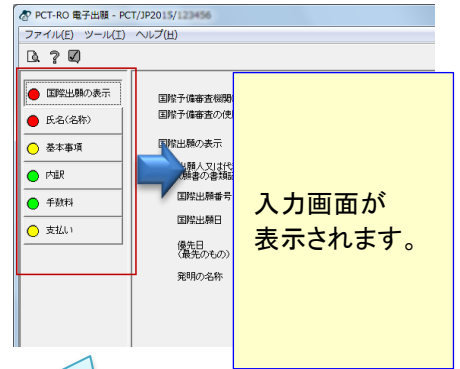 PCT-RO 電子出願 - PCT/JP2015/123456
ファイル(F) ツール(T) ヘルプ(H)
国際出願の表示
氏名(名称)
基本事項
内訳
手数料
支払い
国際予備審査機関
国際予備審査の使
国際出願の表示
出願人又は代
願書の書類記
国際出願番号
国際出願日
優先日
(最先のもの)
発明の名称
入力画面が
表示されます。